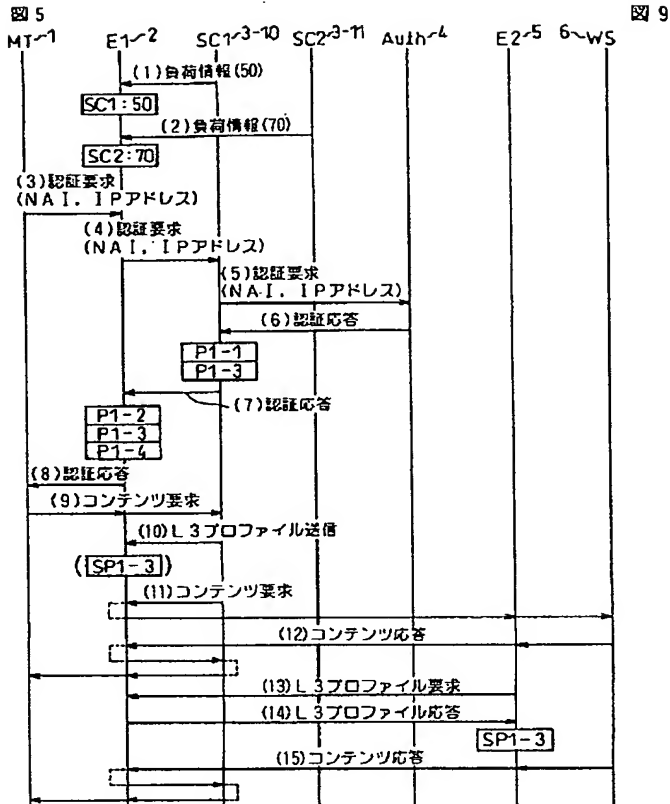 図5
図9
MT~1 E1~2 SC1~3-10 SC2~3-11 Auth~4 E2~5 6~WS
(1)負荷情報(50)
SC1:50
(2)負荷情報(70)
SC2:70
(3)認証要求
(NAI, IPアドレス)
(4)認証要求
(NAI, IPアドレス)
(5)認証要求
(NAI, IPアドレス)
(6)認証応答
P1-1
P1-3
(7)認証応答
P1-2
P1-3
P1-4
(8)認証応答
(9)コンテンツ要求
(10)L3プロファイル送信
(SP1-3)
(11)コンテンツ要求
(12)コンテンツ応答
(13)L3プロファイル要求
(14)L3プロファイル応答
SP1-3
(15)コンテンツ応答